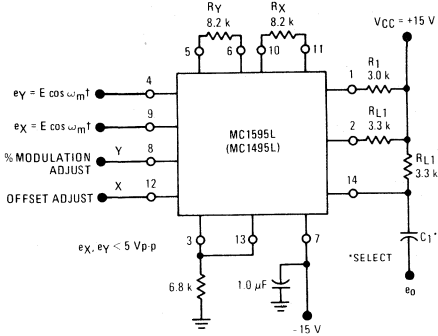 RY
8.2 k
RX
8.2 k
VCC = +15 V
5
6
10
11
eY = E cos ωm†
4
1
R1
3.0 k
eX = E cos ωm†
9
MC1595L
(MC1495L)
2
RL1
3.3 k
Y
% MODULATION
ADJUST
8
RL1
3.3 k
X
OFFSET ADJUST
12
14
eX, eY < 5 Vp-p
3
13
7
C1*
*SELECT
6.8 k
1.0 µF
eo
-15 V